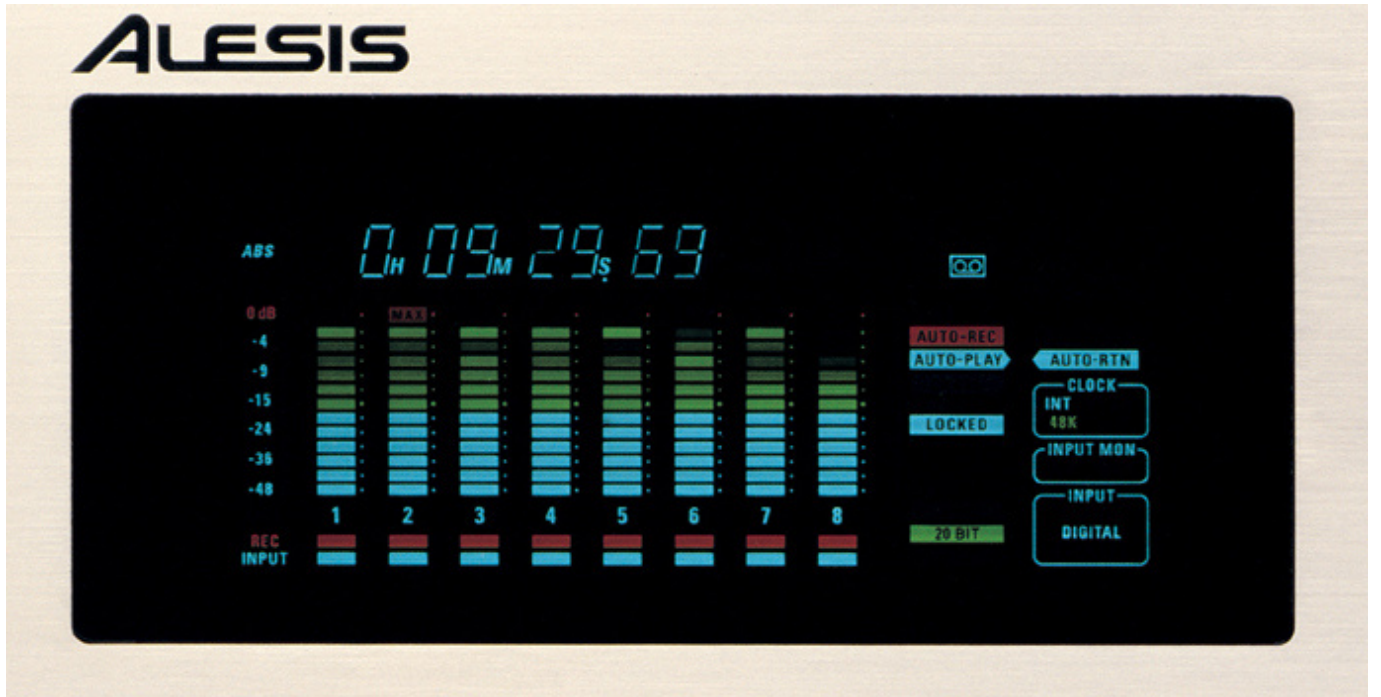 ALESIS
ABS 0H 09M 29S 69
0 dB MAX
-4 AUTO-REC
AUTO-PLAY AUTO-RTN
-9
CLOCK
-15 INT
-24 LOCKED 48K
-36 INPUT MON
-48 INPUT
1 2 3 4 5 6 7 8
20 BIT DIGITAL
REC
INPUT